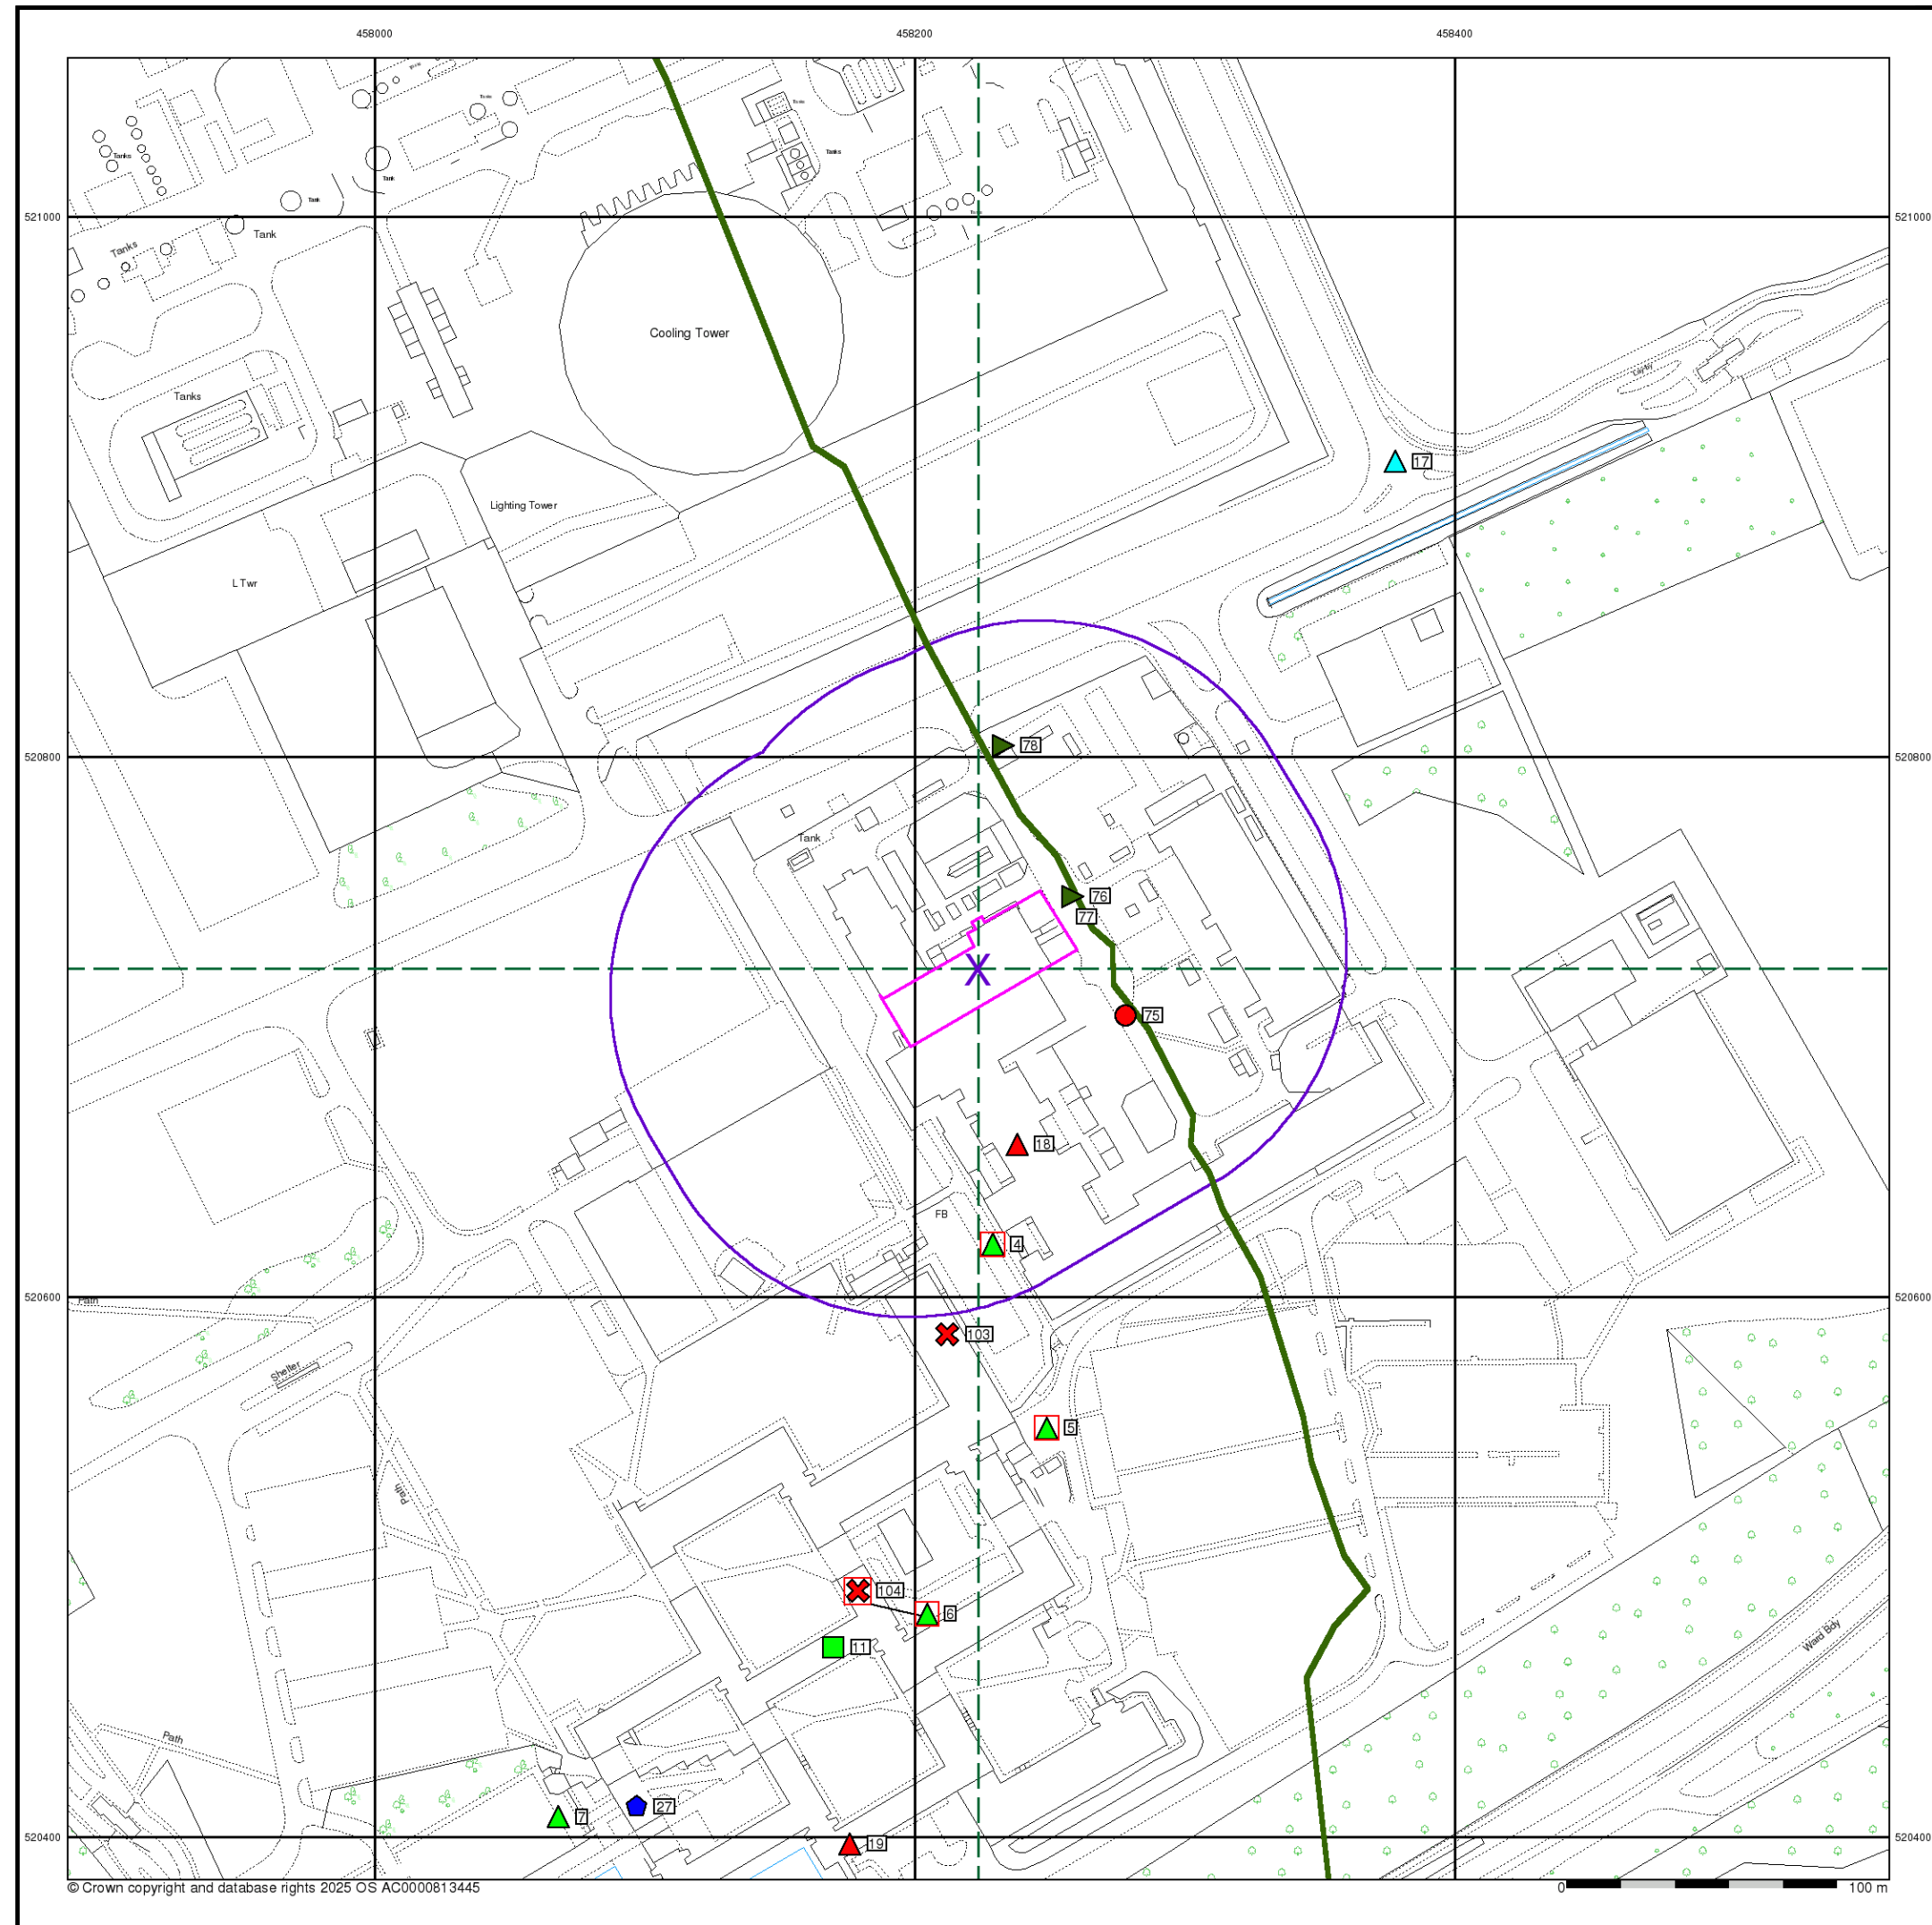 458000 458200 458400
Tanks
Tanks
Tank
Tank
521000 521000
Tank
Tanks
Cooling Tower
Tanks
17
Lighting Tower
L Twr
78
520800 520800
Tank
76
77
75
18
FB
4
Path
520600 520600
103
Shelter
5
Path
104
6
11
Ward Bdy
Path
27
7
520400 520400
19
© Crown copyright and database rights 2025 OS AC0000813445
0 100 m